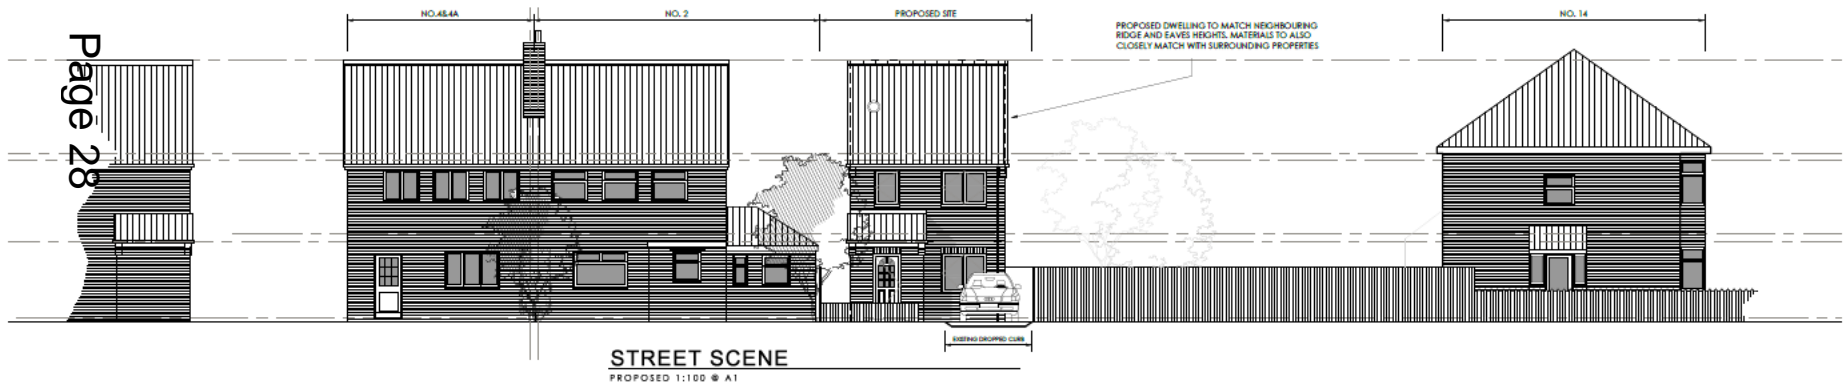 Page 28
NO.4&4A
NO. 2
PROPOSED SITE
PROPOSED DWELLING TO MATCH NEIGHBOURING
RIDGE AND EAVES HEIGHTS. MATERIALS TO ALSO
CLOSELY MATCH WITH SURROUNDING PROPERTIES
NO. 14
EXISTING DROPPED CURB
STREET SCENE
PROPOSED 1:100 @ A1